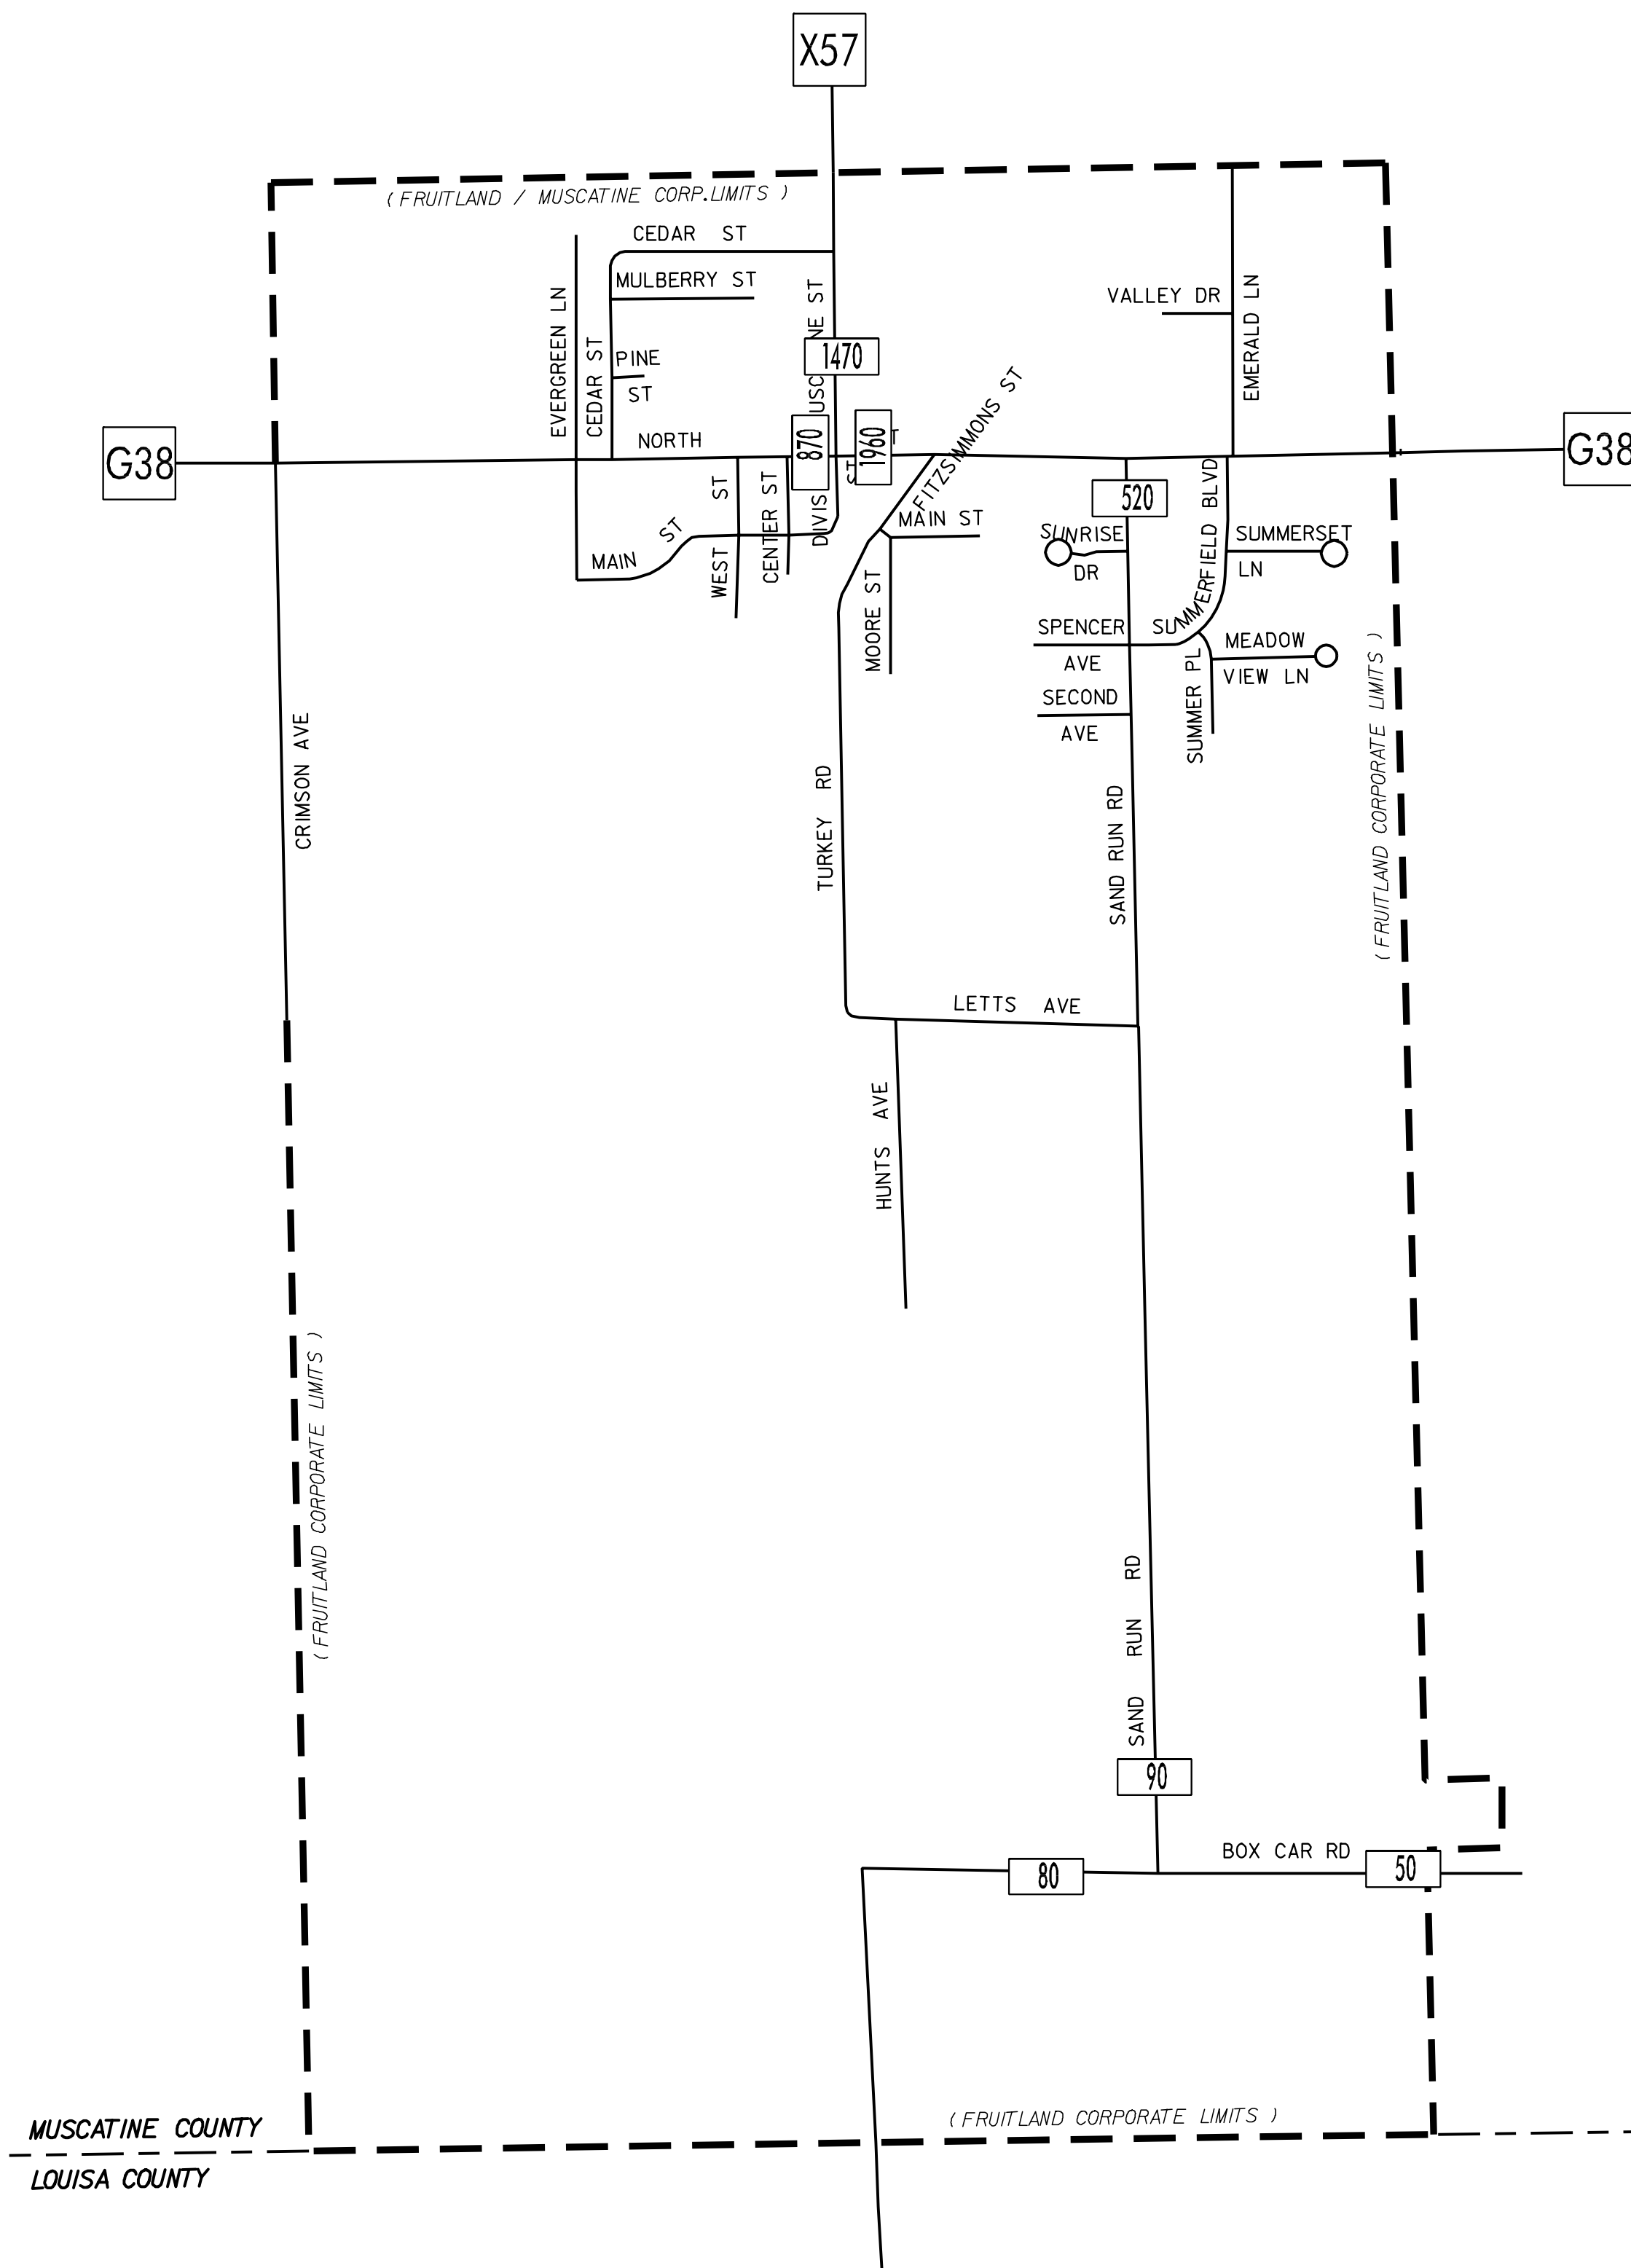 X57
( FRUITLAND / MUSCATINE CORP.LIMITS )
CEDAR ST
MULBERRY ST
EVERGREEN LN
CEDAR ST
PINE
ST
1470
VALLEY DR
EMERALD LN
FITZSIMMONS ST
G38
NORTH
870
1960
G38
520
WEST ST
CENTER ST
MAIN ST
MAIN ST
MOORE ST
SUNRISE
DR
SUMMERFIELD BLVD
SUMMERSET
LN
SPENCER
AVE
SECOND
AVE
MEADOW
VIEW LN
SUMMER PL
( FRUITLAND CORPORATE LIMITS )
CRIMSON AVE
TURKEY RD
SAND RUN RD
LETTS AVE
HUNTS AVE
( FRUITLAND CORPORATE LIMITS )
SAND RUN RD
90
BOX CAR RD
80
50
( FRUITLAND CORPORATE LIMITS )
MUSCATINE COUNTY
LOUISA COUNTY